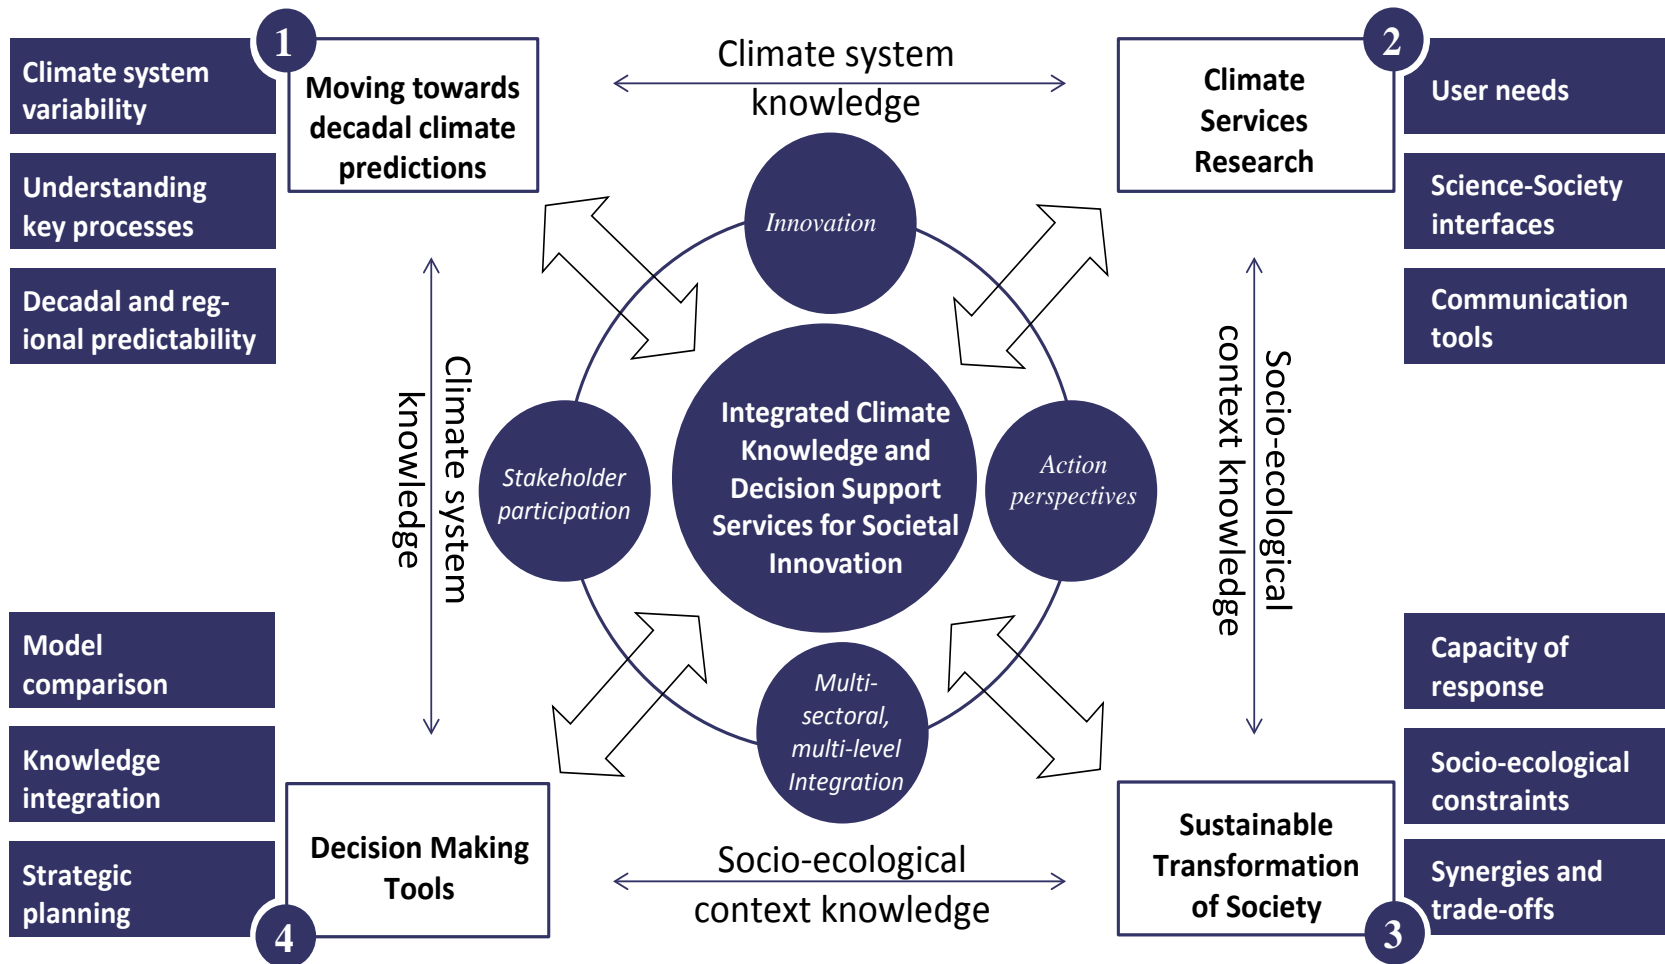 1
Climate system
variability
Understanding
key processes
Decadal and reg-
ional predictability
Moving towards
decadal climate
predictions
Climate system
knowledge
2
Climate
Services
Research
User needs
Science-Society
interfaces
Communication
tools
Innovation
Climate system
knowledge
Stakeholder
participation
Integrated Climate
Knowledge and
Decision Support
Services for Societal
Innovation
Action
perspectives
Socio-ecological
context knowledge
Multi-
sectoral,
multi-level
Integration
Model
comparison
Knowledge
integration
Strategic
planning
4
Decision Making
Tools
Socio-ecological
context knowledge
Sustainable
Transformation
of Society
3
Capacity of
response
Socio-ecological
constraints
Synergies and
trade-offs